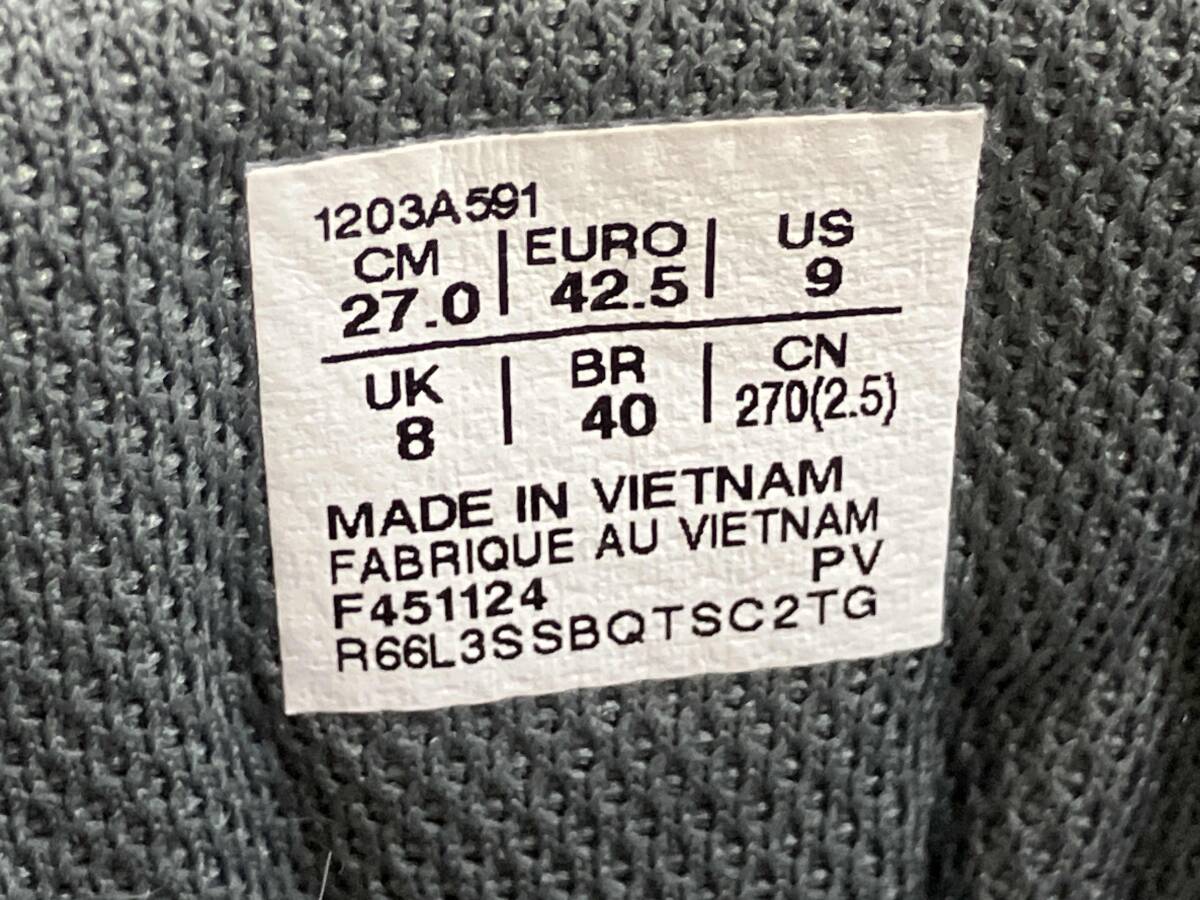 1203A591
CM | EURO | US
27.0 | 42.5 | 9
UK | BR | CN
8 | 40 | 270(2.5)
MADE IN VIETNAM
FABRIQUE AU VIETNAM
PV
F451124
R66L3SSBQTSC2TG